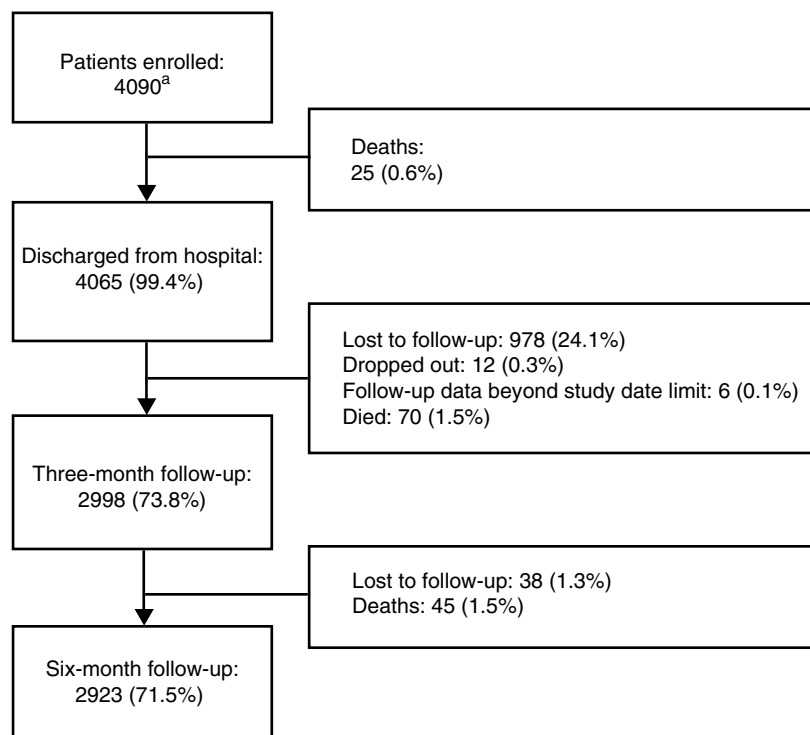 Patients enrolled:
4090ᵃ
Deaths:
25 (0.6%)
Discharged from hospital:
4065 (99.4%)
Lost to follow-up: 978 (24.1%)
Dropped out: 12 (0.3%)
Follow-up data beyond study date limit: 6 (0.1%)
Died: 70 (1.5%)
Three-month follow-up:
2998 (73.8%)
Lost to follow-up: 38 (1.3%)
Deaths: 45 (1.5%)
Six-month follow-up:
2923 (71.5%)